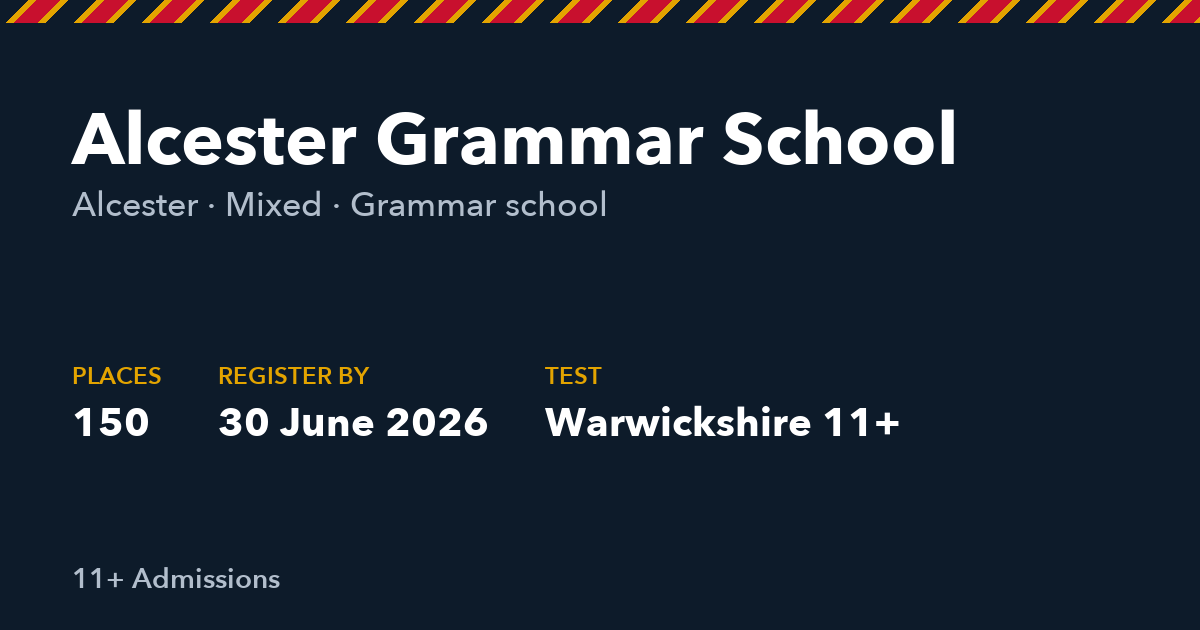 Alcester Grammar School
Alcester · Mixed · Grammar school
PLACES REGISTER BY TEST
150 30 June 2026 Warwickshire 11+
11+ Admissions